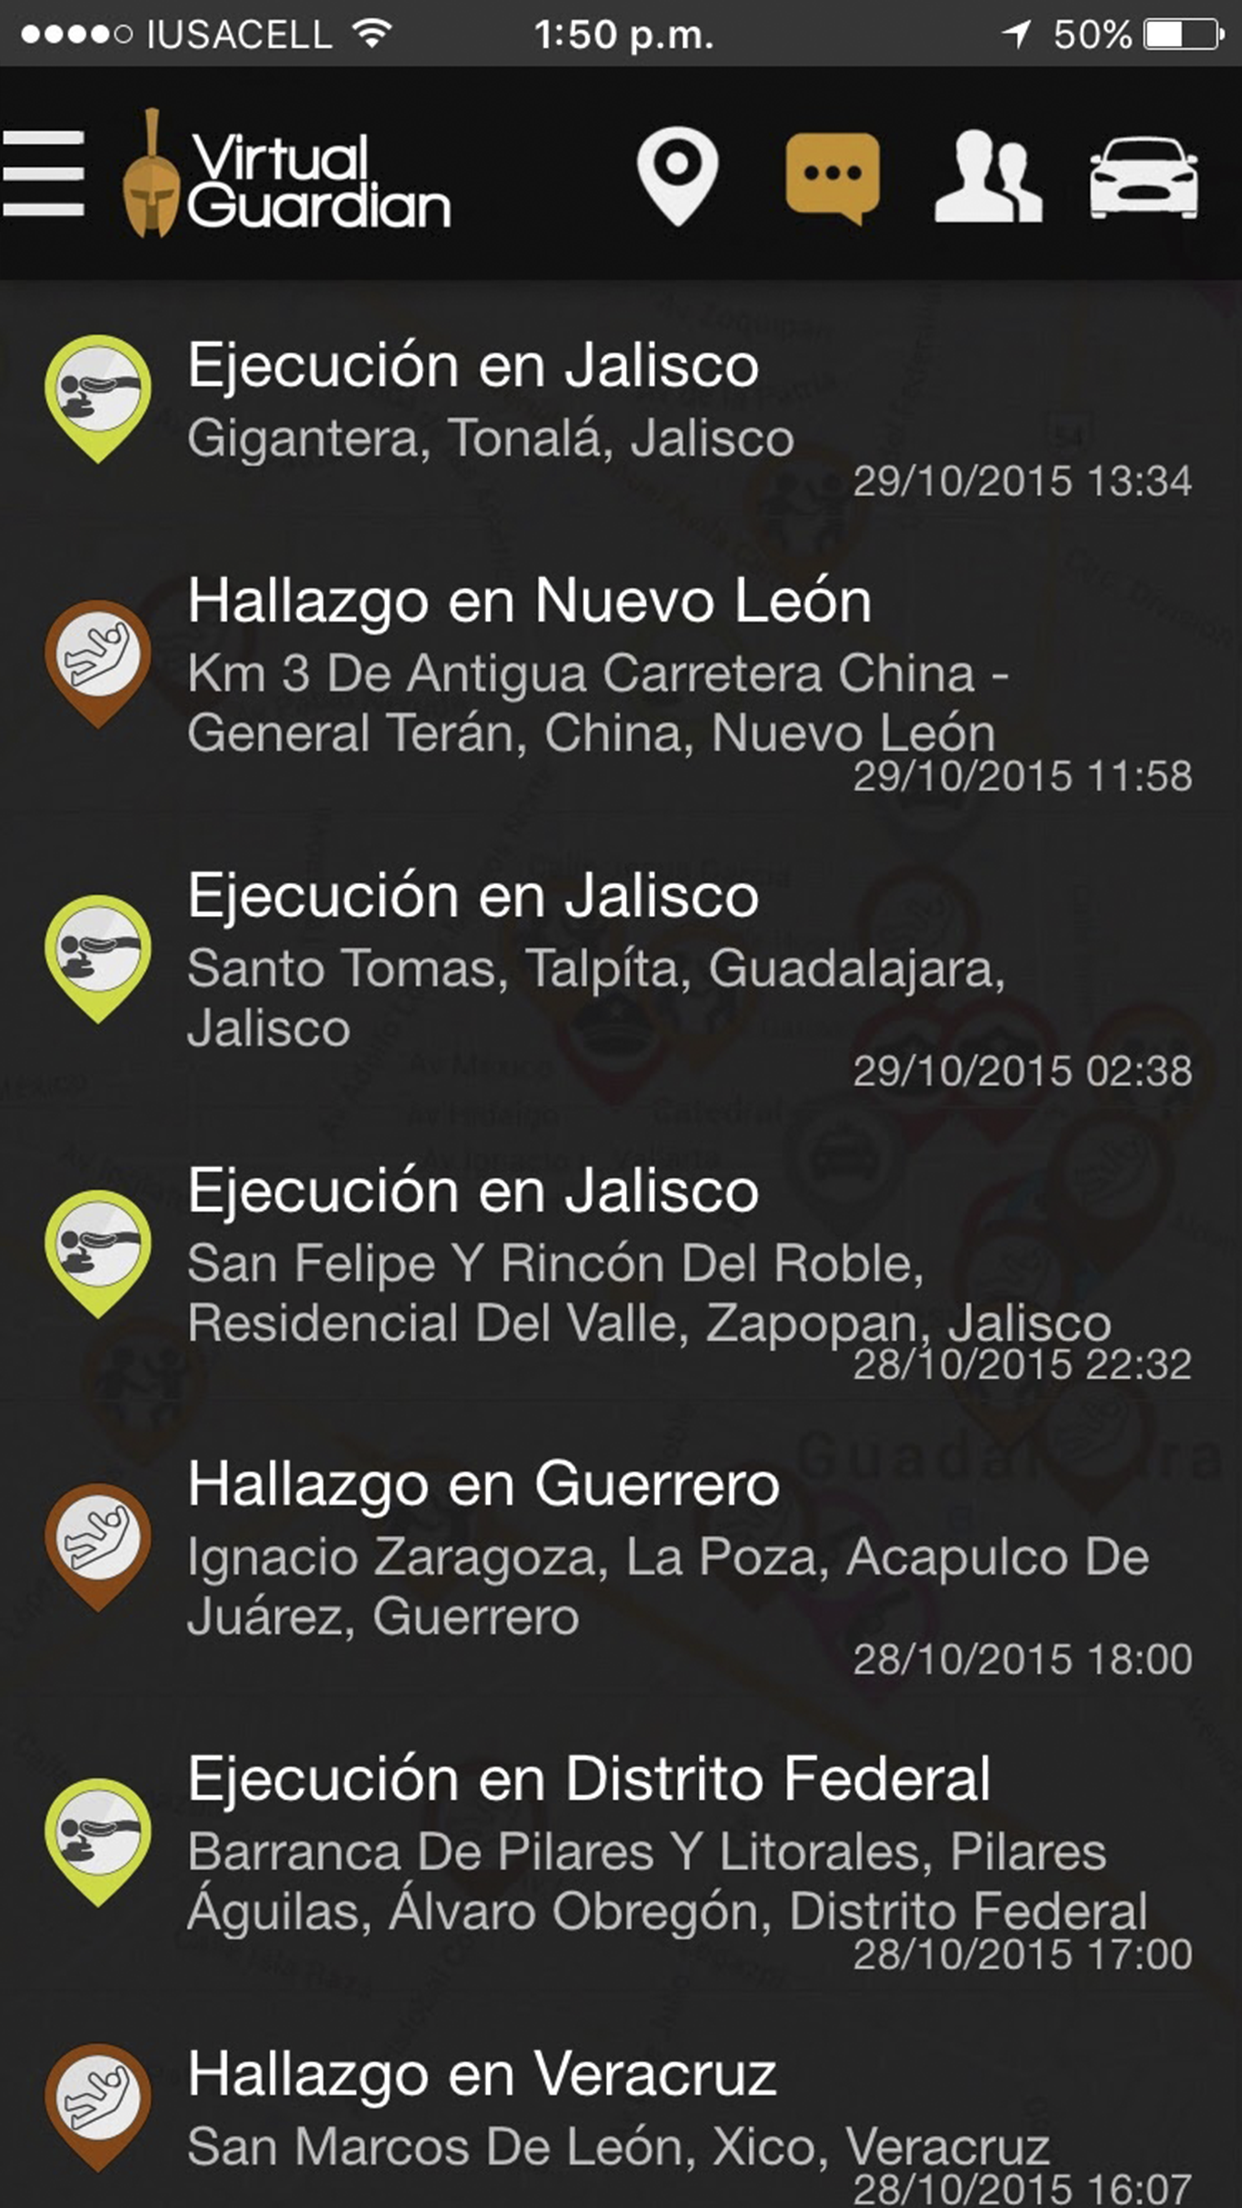 IUSACELL 1:50 p.m. 50%
Virtual
Guardian
Ejecución en Jalisco
Gigantera, Tonalá, Jalisco
29/10/2015 13:34
Hallazgo en Nuevo León
Km 3 De Antigua Carretera China -
General Terán, China, Nuevo León
29/10/2015 11:58
Ejecución en Jalisco
Santo Tomas, Talpíta, Guadalajara,
Jalisco
29/10/2015 02:38
Ejecución en Jalisco
San Felipe Y Rincón Del Roble,
Residencial Del Valle, Zapopan, Jalisco
28/10/2015 22:32
Hallazgo en Guerrero
Ignacio Zaragoza, La Poza, Acapulco De
Juárez, Guerrero
28/10/2015 18:00
Ejecución en Distrito Federal
Barranca De Pilares Y Litorales, Pilares
Águilas, Álvaro Obregón, Distrito Federal
28/10/2015 17:00
Hallazgo en Veracruz
San Marcos De León, Xico, Veracruz
28/10/2015 16:07